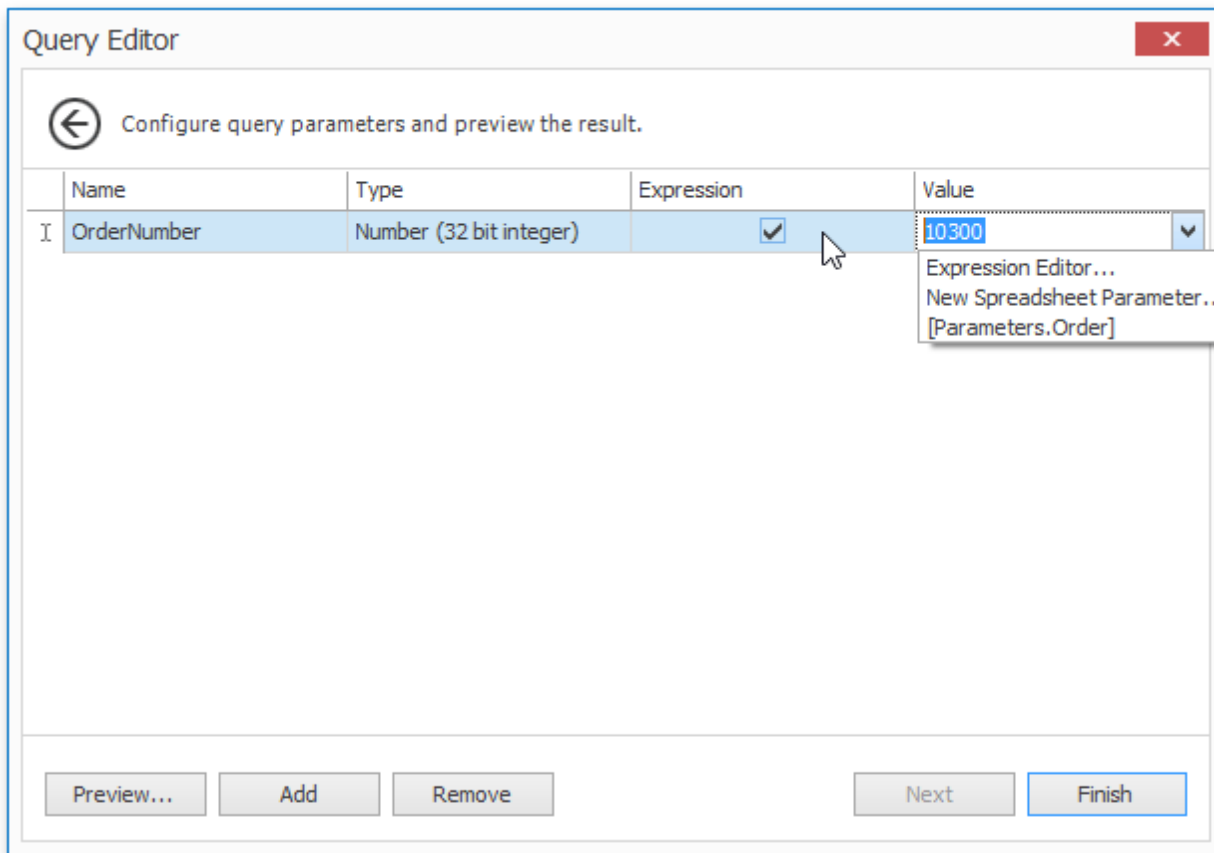 Query Editor
Configure query parameters and preview the result.
Name Type Expression Value
OrderNumber Number (32 bit integer) 10300
Expression Editor...
New Spreadsheet Parameter..
[Parameters.Order]
Preview... Add Remove Next Finish